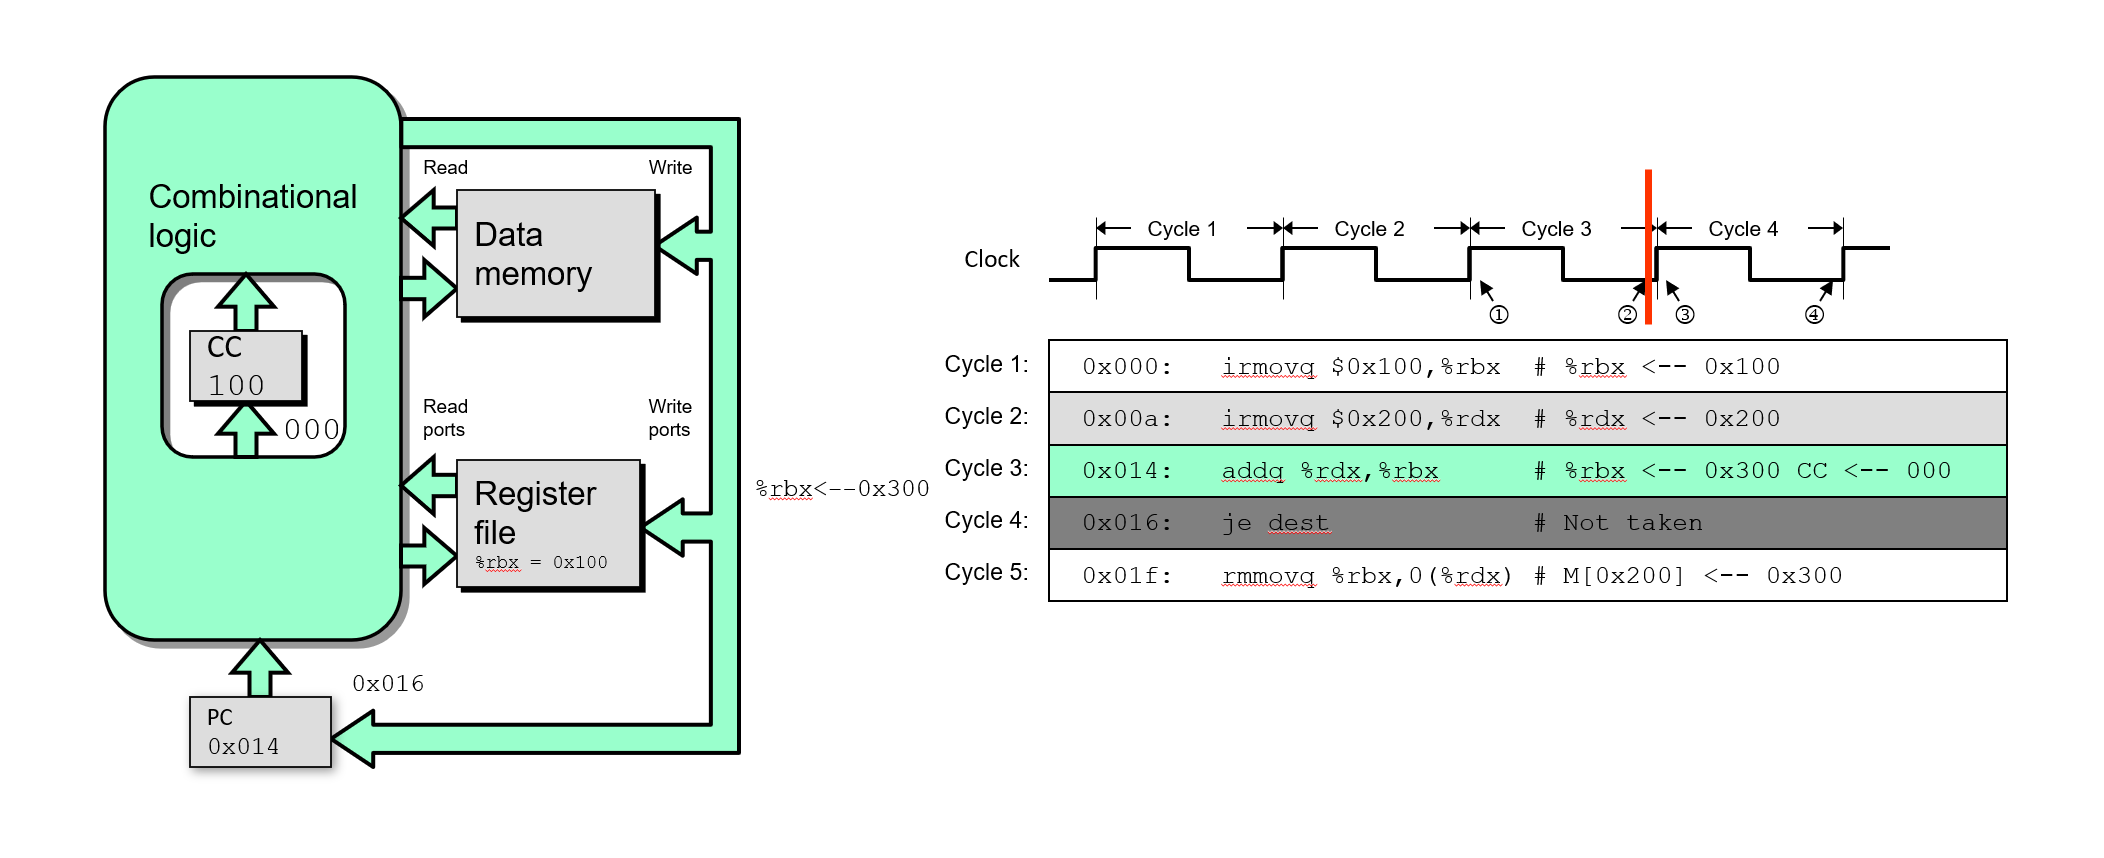 Combinational
logic
CC
100
000
Read
Write
Data
memory
Read
ports
Write
ports
Register
file
%rbx = 0x100
%rbx<--0x300
0x016
PC
0x014
Clock
Cycle 1
Cycle 2
Cycle 3
Cycle 4
①
②
③
④
Cycle 1: 0x000: irmovq $0x100,%rbx # %rbx <-- 0x100
Cycle 2: 0x00a: irmovq $0x200,%rdx # %rdx <-- 0x200
Cycle 3: 0x014: addq %rdx,%rbx # %rbx <-- 0x300 CC <-- 000
Cycle 4: 0x016: je dest # Not taken
Cycle 5: 0x01f: rmmovq %rbx,0(%rdx) # M[0x200] <-- 0x300